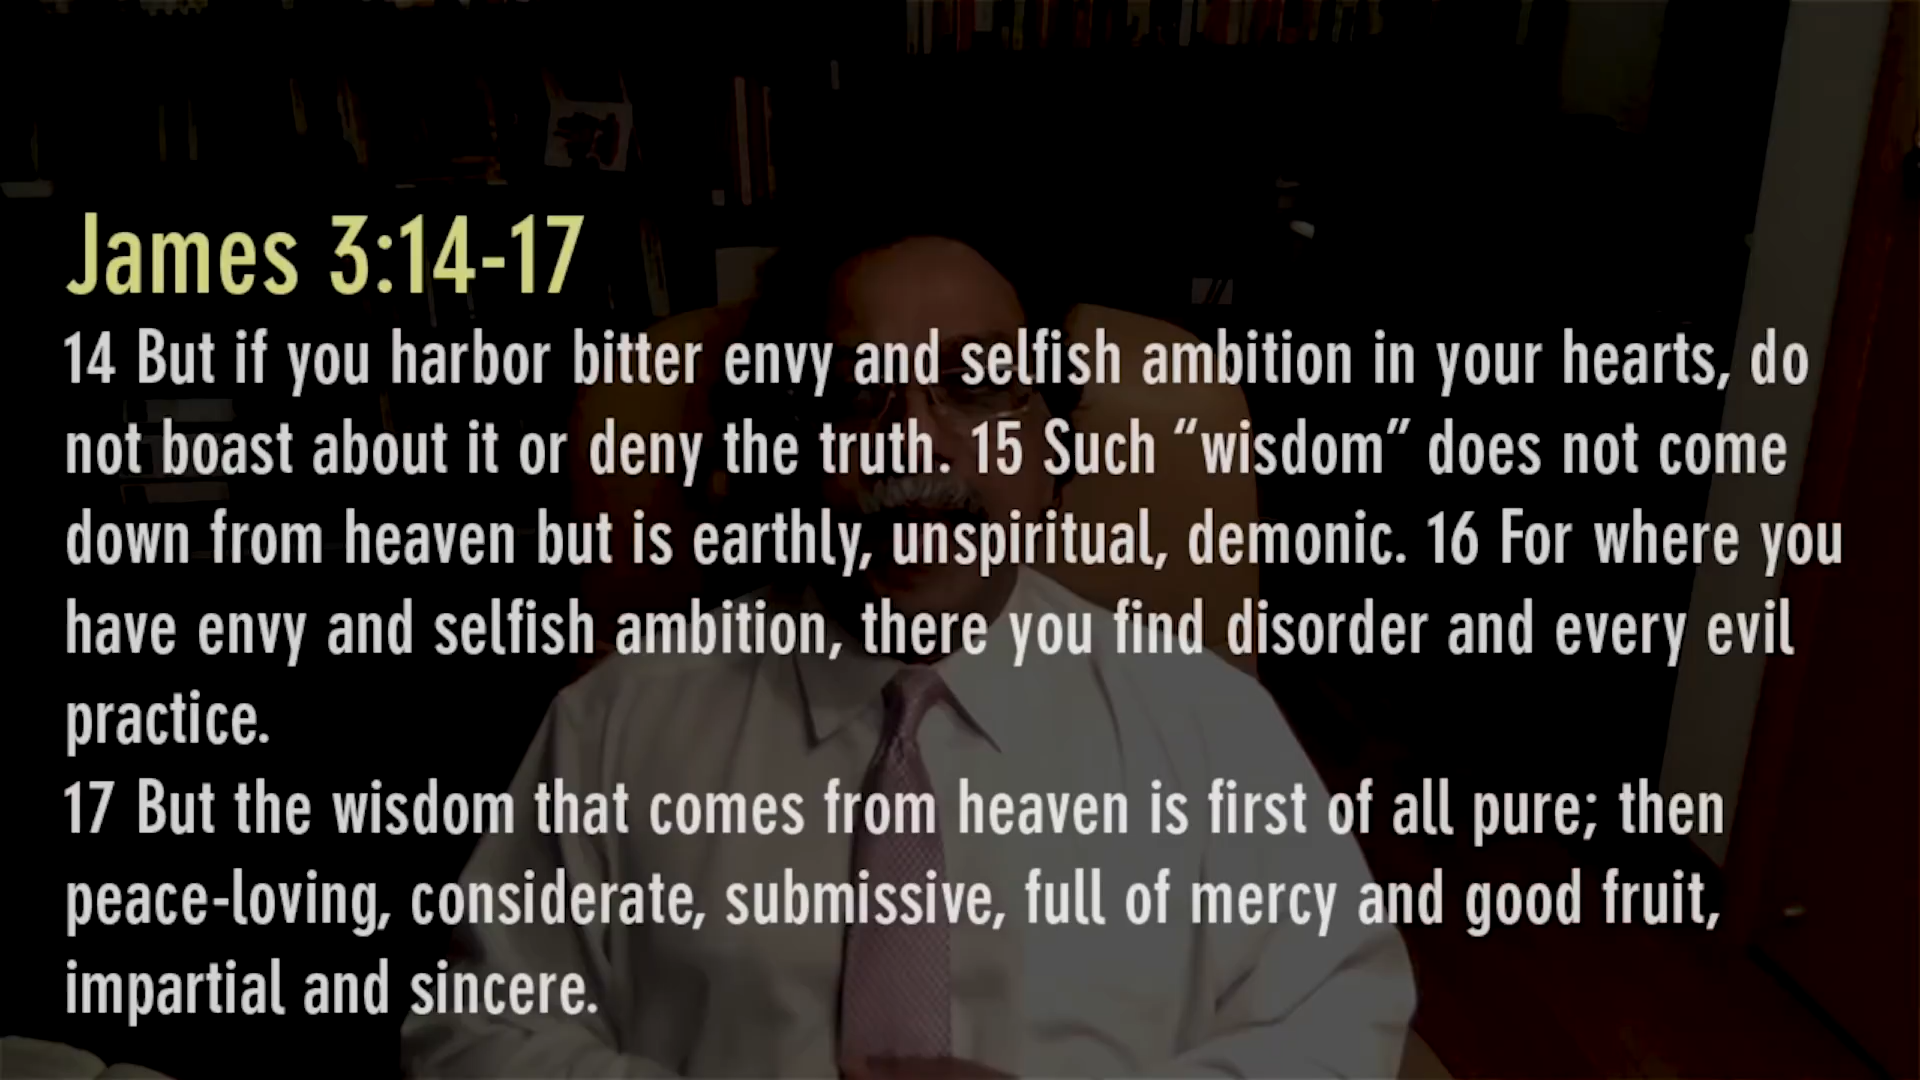 James 3:14-17
14 But if you harbor bitter envy and selfish ambition in your hearts, do
not boast about it or deny the truth. 15 Such “wisdom” does not come
down from heaven but is earthly, unspiritual, demonic. 16 For where you
have envy and selfish ambition, there you find disorder and every evil
practice.
17 But the wisdom that comes from heaven is first of all pure; then
peace-loving, considerate, submissive, full of mercy and good fruit,
impartial and sincere.